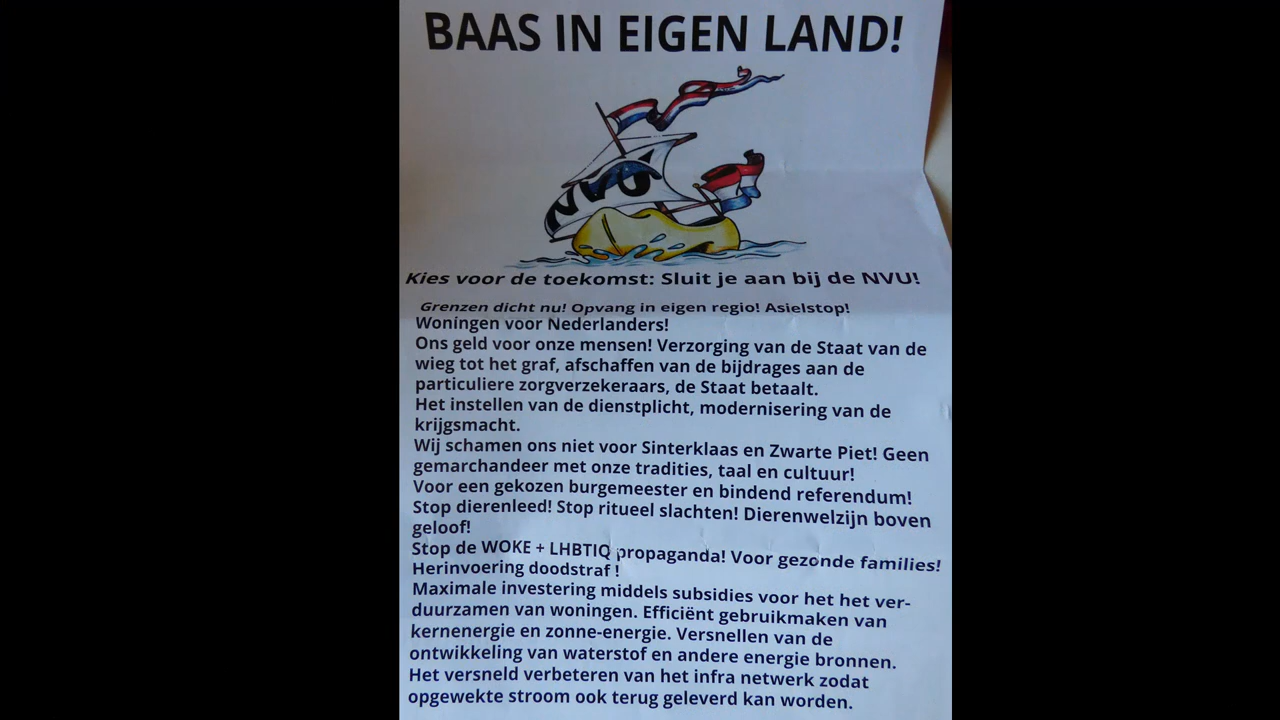 BAAS IN EIGEN LAND!
NVU
Kies voor de toekomst: Sluit je aan bij de NVU!
Grenzen dicht nu! Opvang in eigen regio! Asielstop!
Woningen voor Nederlanders!
Ons geld voor onze mensen! Verzorging van de Staat van de
wieg tot het graf, afschaffen van de bijdrages aan de
particuliere zorgverzekeraars, de Staat betaalt.
Het instellen van de dienstplicht, modernisering van de
krijgsmacht.
Wij schamen ons niet voor Sinterklaas en Zwarte Piet! Geen
gemarchandeer met onze tradities, taal en cultuur!
Voor een gekozen burgemeester en bindend referendum!
Stop dierenleed! Stop ritueel slachten! Dierenwelzijn boven
geloof!
Stop de WOKE + LHBTIQ propaganda! Voor gezonde families!
Herinvoering doodstraf !
Maximale investering middels subsidies voor het het ver-
duurzamen van woningen. Efficiënt gebruikmaken van
kernenergie en zonne-energie. Versnellen van de
ontwikkeling van waterstof en andere energie bronnen.
Het versneld verbeteren van het infra netwerk zodat
opgewekte stroom ook terug geleverd kan worden.